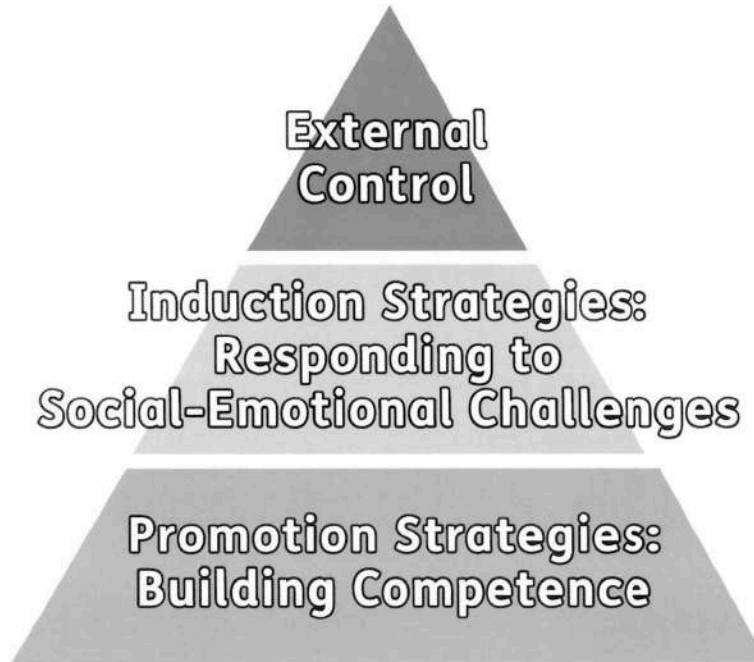 External
Control
Induction Strategies:
Responding to
Social-Emotional Challenges
Promotion Strategies:
Building Competence